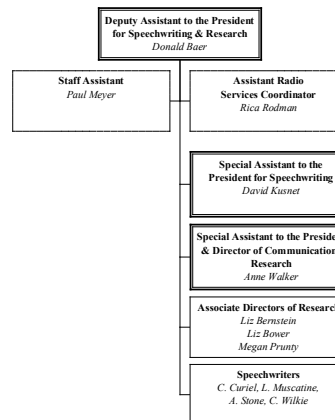 Deputy Assistant to the President
for Speechwriting & Research
Donald Baer
Staff Assistant
Paul Meyer
Assistant Radio
Services Coordinator
Rica Rodman
Special Assistant to the
President for Speechwriting
David Kusnet
Special Assistant to the Preside
& Director of Communication
Research
Anne Walker
Associate Directors of Research
Liz Bernstein
Liz Bower
Megan Prunty
Speechwriters
C. Curiel, L. Muscatine,
A. Stone, C. Wilkie